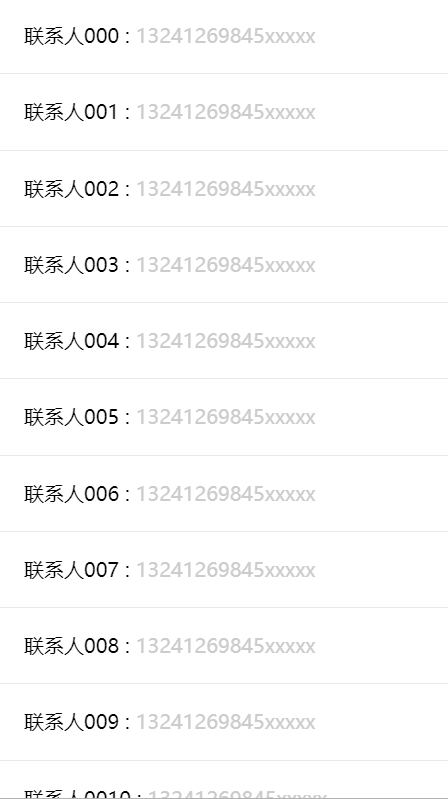 联系人000 : 13241269845xxxxx
联系人001 : 13241269845xxxxx
联系人002 : 13241269845xxxxx
联系人003 : 13241269845xxxxx
联系人004 : 13241269845xxxxx
联系人005 : 13241269845xxxxx
联系人006 : 13241269845xxxxx
联系人007 : 13241269845xxxxx
联系人008 : 13241269845xxxxx
联系人009 : 13241269845xxxxx
联系人0010 : 13241269845xxxxx